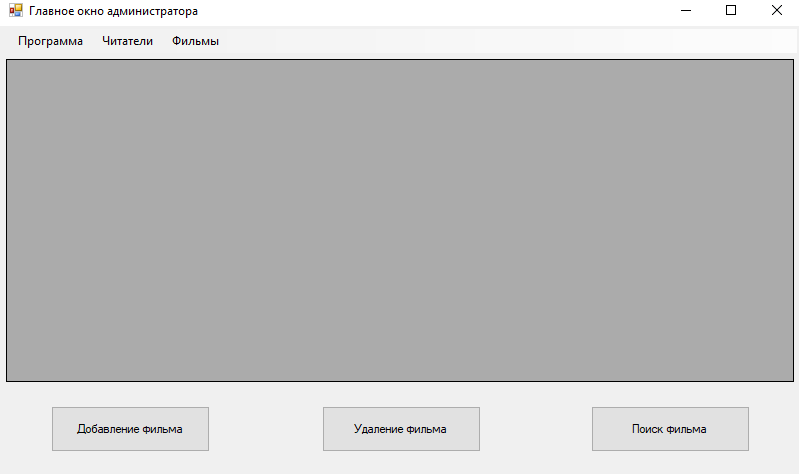 Главное окно администратора
Программа Читатели Фильмы
Добавление фильма Удаление фильма Поиск фильма